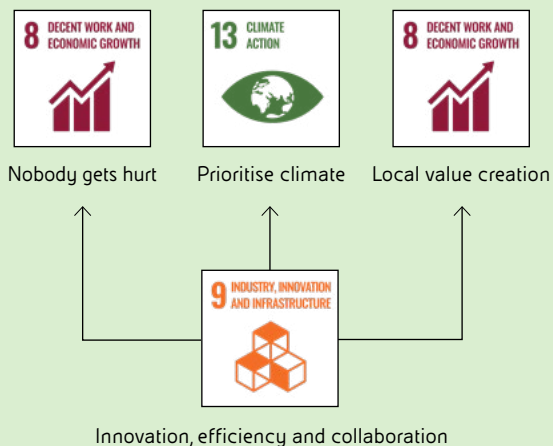 8 DECENT WORK AND
ECONOMIC GROWTH
13 CLIMATE
ACTION
8 DECENT WORK AND
ECONOMIC GROWTH
Nobody gets hurt
Prioritise climate
Local value creation
9 INDUSTRY, INNOVATION
AND INFRASTRUCTURE
Innovation, efficiency and collaboration